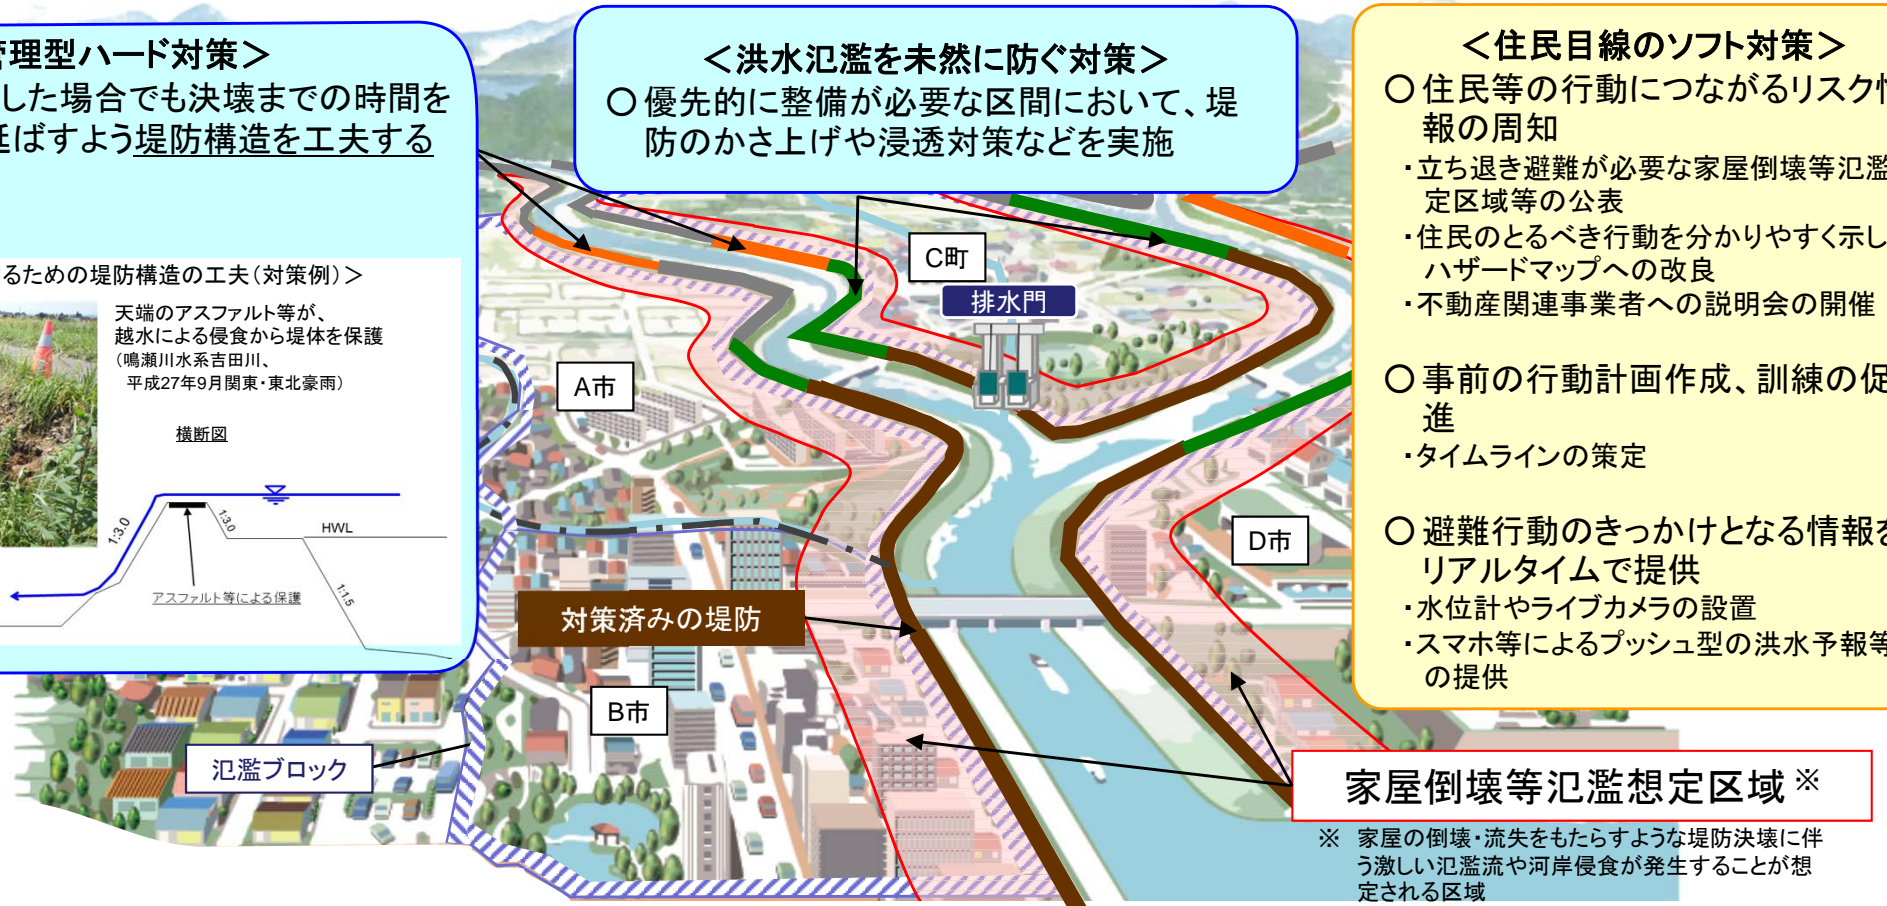 管理型ハード対策＞
した場合でも決壊までの時間を
延ばすよう堤防構造を工夫する
るための堤防構造の工夫（対策例）＞
天端のアスファルト等が、
越水による侵食から堤体を保護
（鳴瀬川水系吉田川、
平成27年9月関東・東北豪雨）
横断図
1:3.0
1:3.0
HWL
1:1.5
アスファルト等による保護
＜洪水氾濫を未然に防ぐ対策＞
○優先的に整備が必要な区間において、堤
防のかさ上げや浸透対策などを実施
＜住民目線のソフト対策＞
○住民等の行動につながるリスク情
報の周知
・立ち退き避難が必要な家屋倒壊等氾濫
定区域等の公表
・住民のとるべき行動を分かりやすく示し
ハザードマップへの改良
・不動産関連事業者への説明会の開催
○事前の行動計画作成、訓練の促
進
・タイムラインの策定
○避難行動のきっかけとなる情報を
リアルタイムで提供
・水位計やライブカメラの設置
・スマホ等によるプッシュ型の洪水予報等
の提供
C町
排水門
A市
D市
対策済みの堤防
B市
氾濫ブロック
家屋倒壊等氾濫想定区域※
※ 家屋の倒壊・流失をもたらすような堤防決壊に伴
う激しい氾濫流や河岸侵食が発生することが想
定される区域